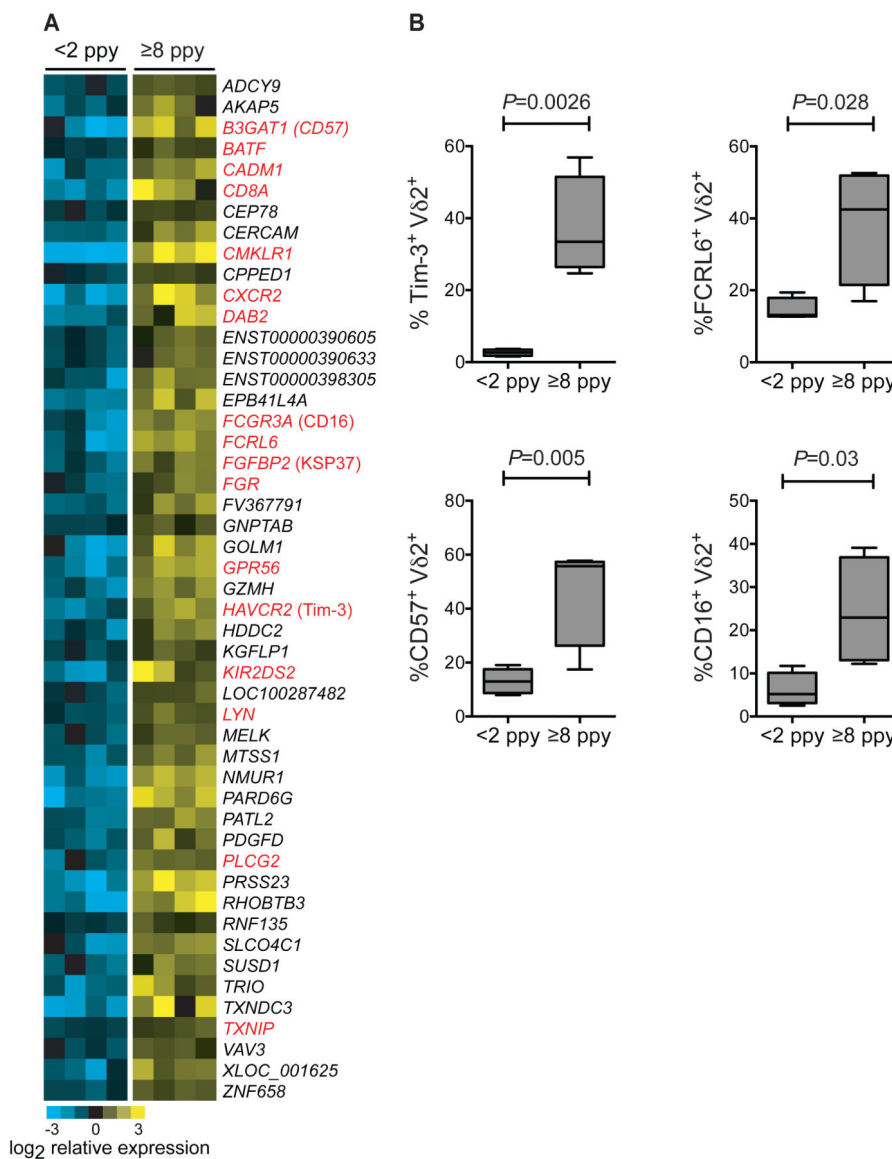 A
<2 ppy ≥8 ppy
ADCY9
AKAP5
B3GAT1 (CD57)
BATF
CADM1
CD8A
CEP78
CERCAM
CMKLR1
CPPED1
CXCR2
DAB2
ENST00000390605
ENST00000390633
ENST00000398305
EPB41L4A
FCGR3A (CD16)
FCRL6
FGFBP2 (KSP37)
FGR
FV367791
GNPTAB
GOLM1
GPR56
GZMH
HAVCR2 (Tim-3)
HDDC2
KGFLP1
KIR2DS2
LOC100287482
LYN
MELK
MTSS1
NMUR1
PARD6G
PATL2
PDGFD
PLCG2
PRSS23
RHOBTB3
RNF135
SLCO4C1
SUSD1
TRIO
TXNDC3
TXNIP
VAV3
XLOC_001625
ZNF658
-3 0 3
log2 relative expression
B
P=0.0026
% Tim-3+ Vδ2+
60
40
20
0
<2 ppy ≥8 ppy
P=0.028
%FCRL6+ Vδ2+
60
40
20
0
<2 ppy ≥8 ppy
P=0.005
%CD57+ Vδ2+
80
60
40
20
0
<2 ppy ≥8 ppy
P=0.03
%CD16+ Vδ2+
50
40
30
20
10
0
<2 ppy ≥8 ppy